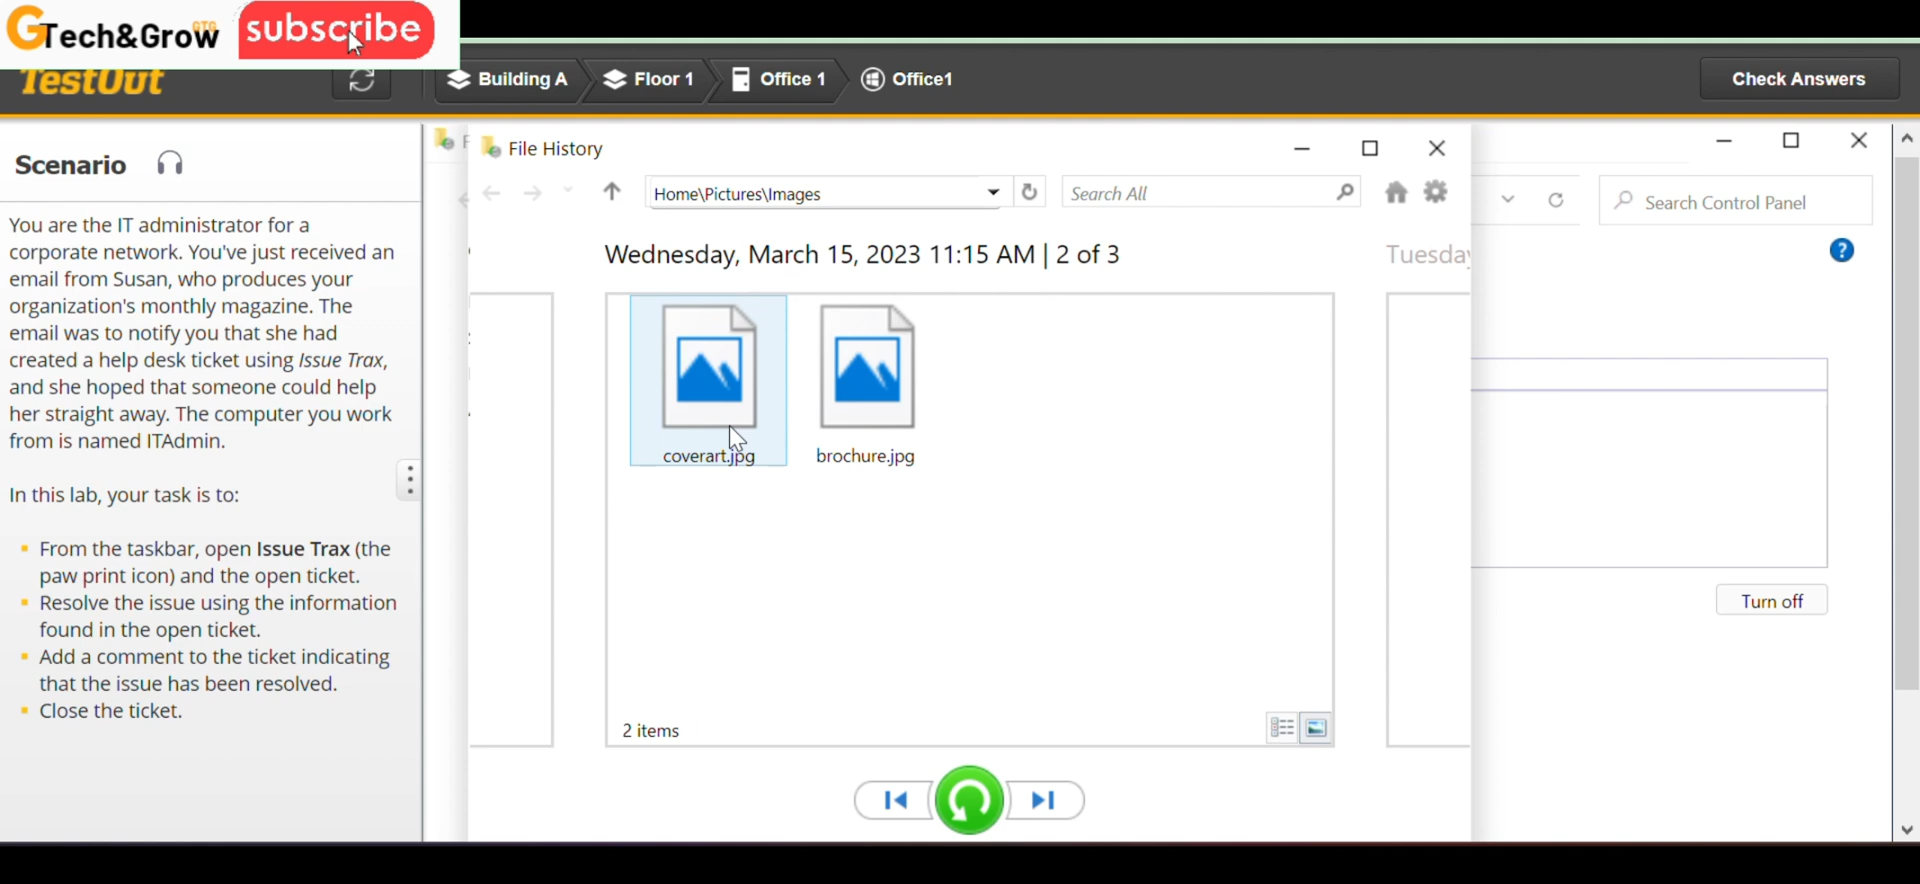 GTech&Grow GTG
subscribe
TestOut
Building A
Floor 1
Office 1
Office1
Check Answers
Scenario
You are the IT administrator for a
corporate network. You've just received an
email from Susan, who produces your
organization's monthly magazine. The
email was to notify you that she had
created a help desk ticket using Issue Trax,
and she hoped that someone could help
her straight away. The computer you work
from is named ITAdmin.
In this lab, your task is to:
From the taskbar, open Issue Trax (the
paw print icon) and the open ticket.
Resolve the issue using the information
found in the open ticket.
Add a comment to the ticket indicating
that the issue has been resolved.
Close the ticket.
F
File History
Home\Pictures\Images
Search All
Search Control Panel
Wednesday, March 15, 2023 11:15 AM | 2 of 3
Tuesday
coverart.jpg
brochure.jpg
Turn off
2 items